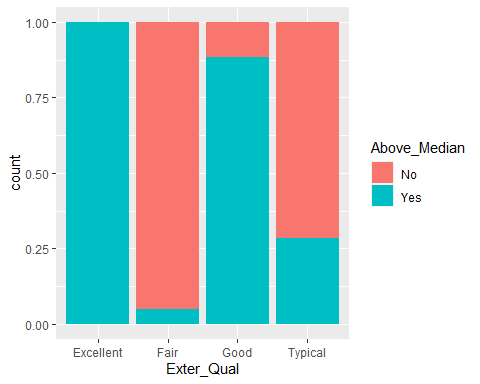 1.00
0.75
0.50
0.25
0.00
count
Excellent Fair Good Typical
Exter_Qual
Above_Median
No
Yes